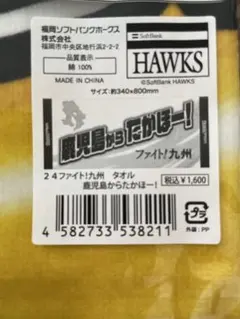 福岡ソフトバンクホークス
株式会社
福岡市中央区地行浜2-2-2
品質表示
綿 100%
MADE IN CHINA
SoftBank
HAWKS
©SoftBank HAWKS
サイズ:約340×800mm
鹿児島から たかほー!
ファイト!九州
24ファイト!九州 タオル
鹿児島からたかほー!
税込¥1,600
4 582733 538211
プラ
外装:PP